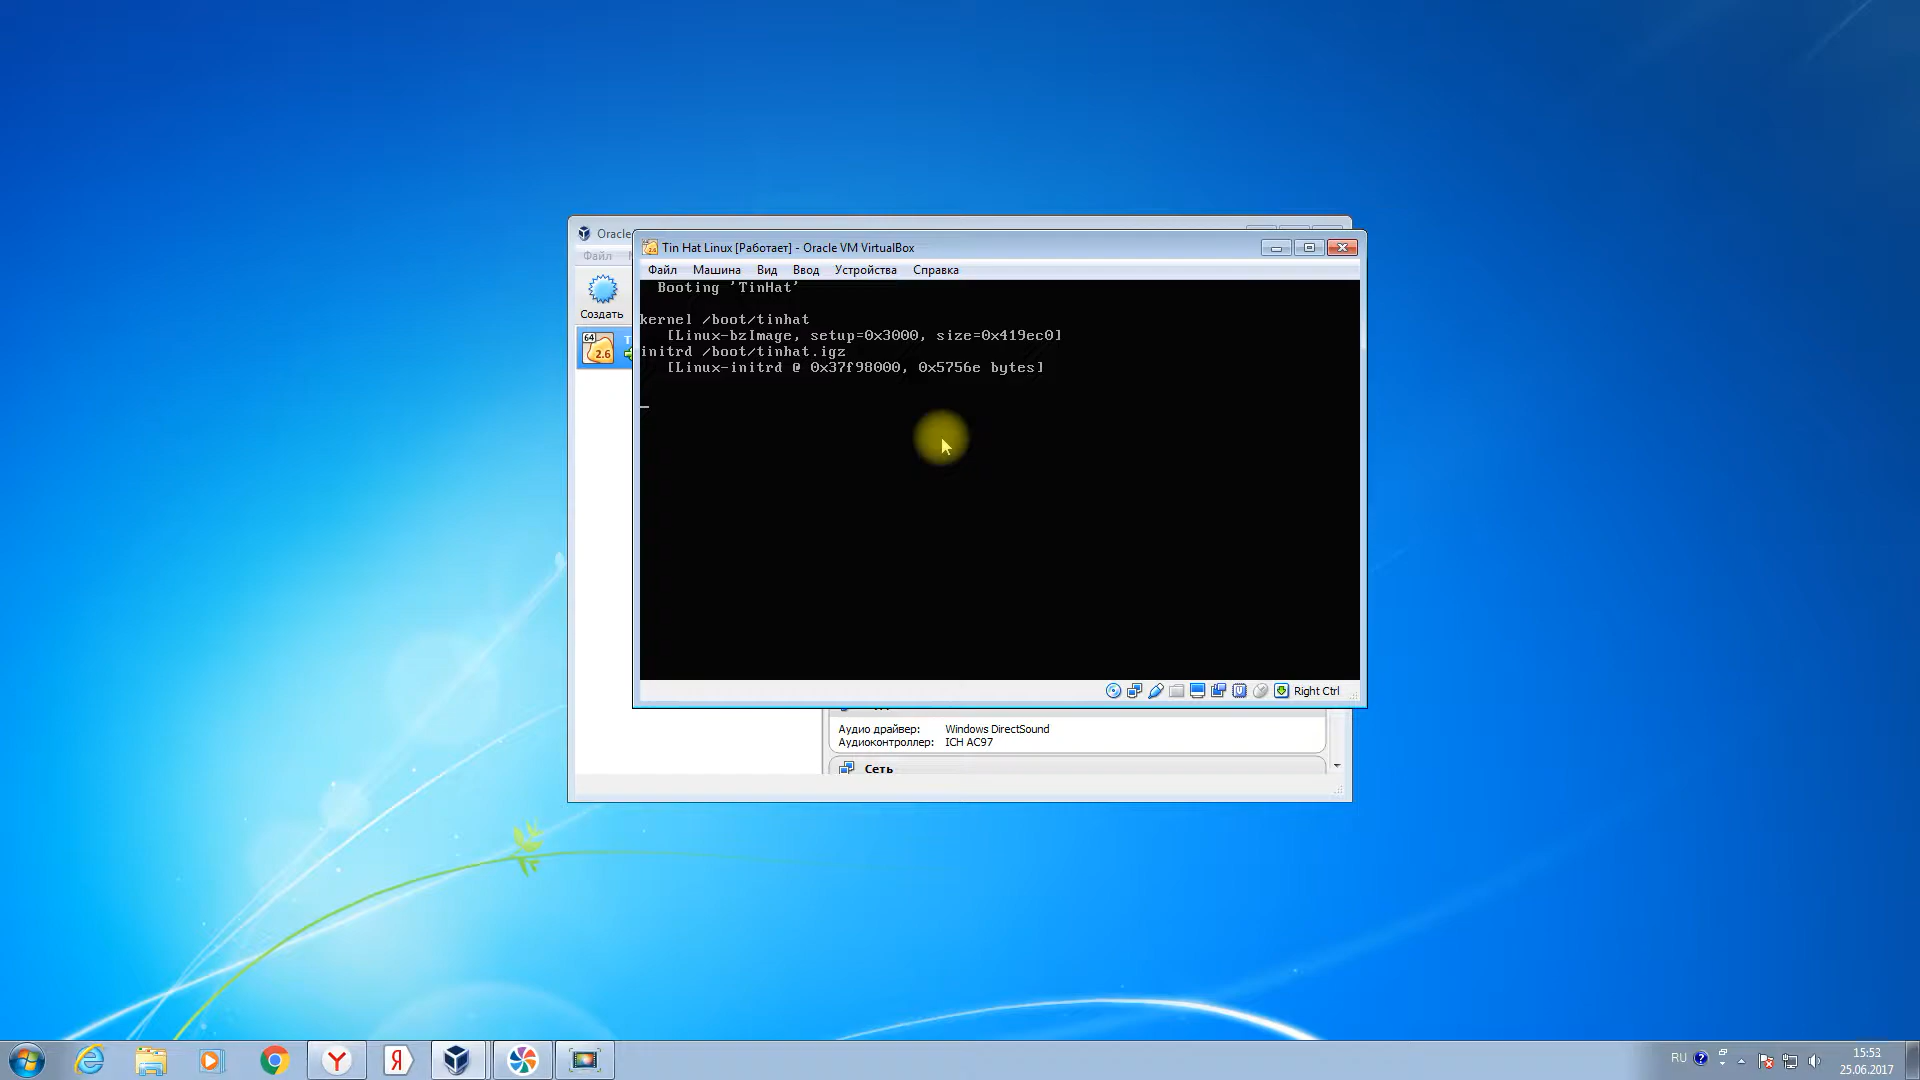 Oracle
Файл
Создать
64
2.6
Tin Hat Linux [Работает] - Oracle VM VirtualBox
Файл Машина Вид Ввод Устройства Справка
Booting 'TinHat'
kernel /boot/tinhat
[Linux-bzImage, setup=0x3000, size=0x419ec0]
initrd /boot/tinhat.igz
[Linux-initrd @ 0x37f98000, 0x5756e bytes]
Right Ctrl
Аудио драйвер: Windows DirectSound
Аудиоконтроллер: ICH AC97
Сеть
RU
15:53
25.06.2017